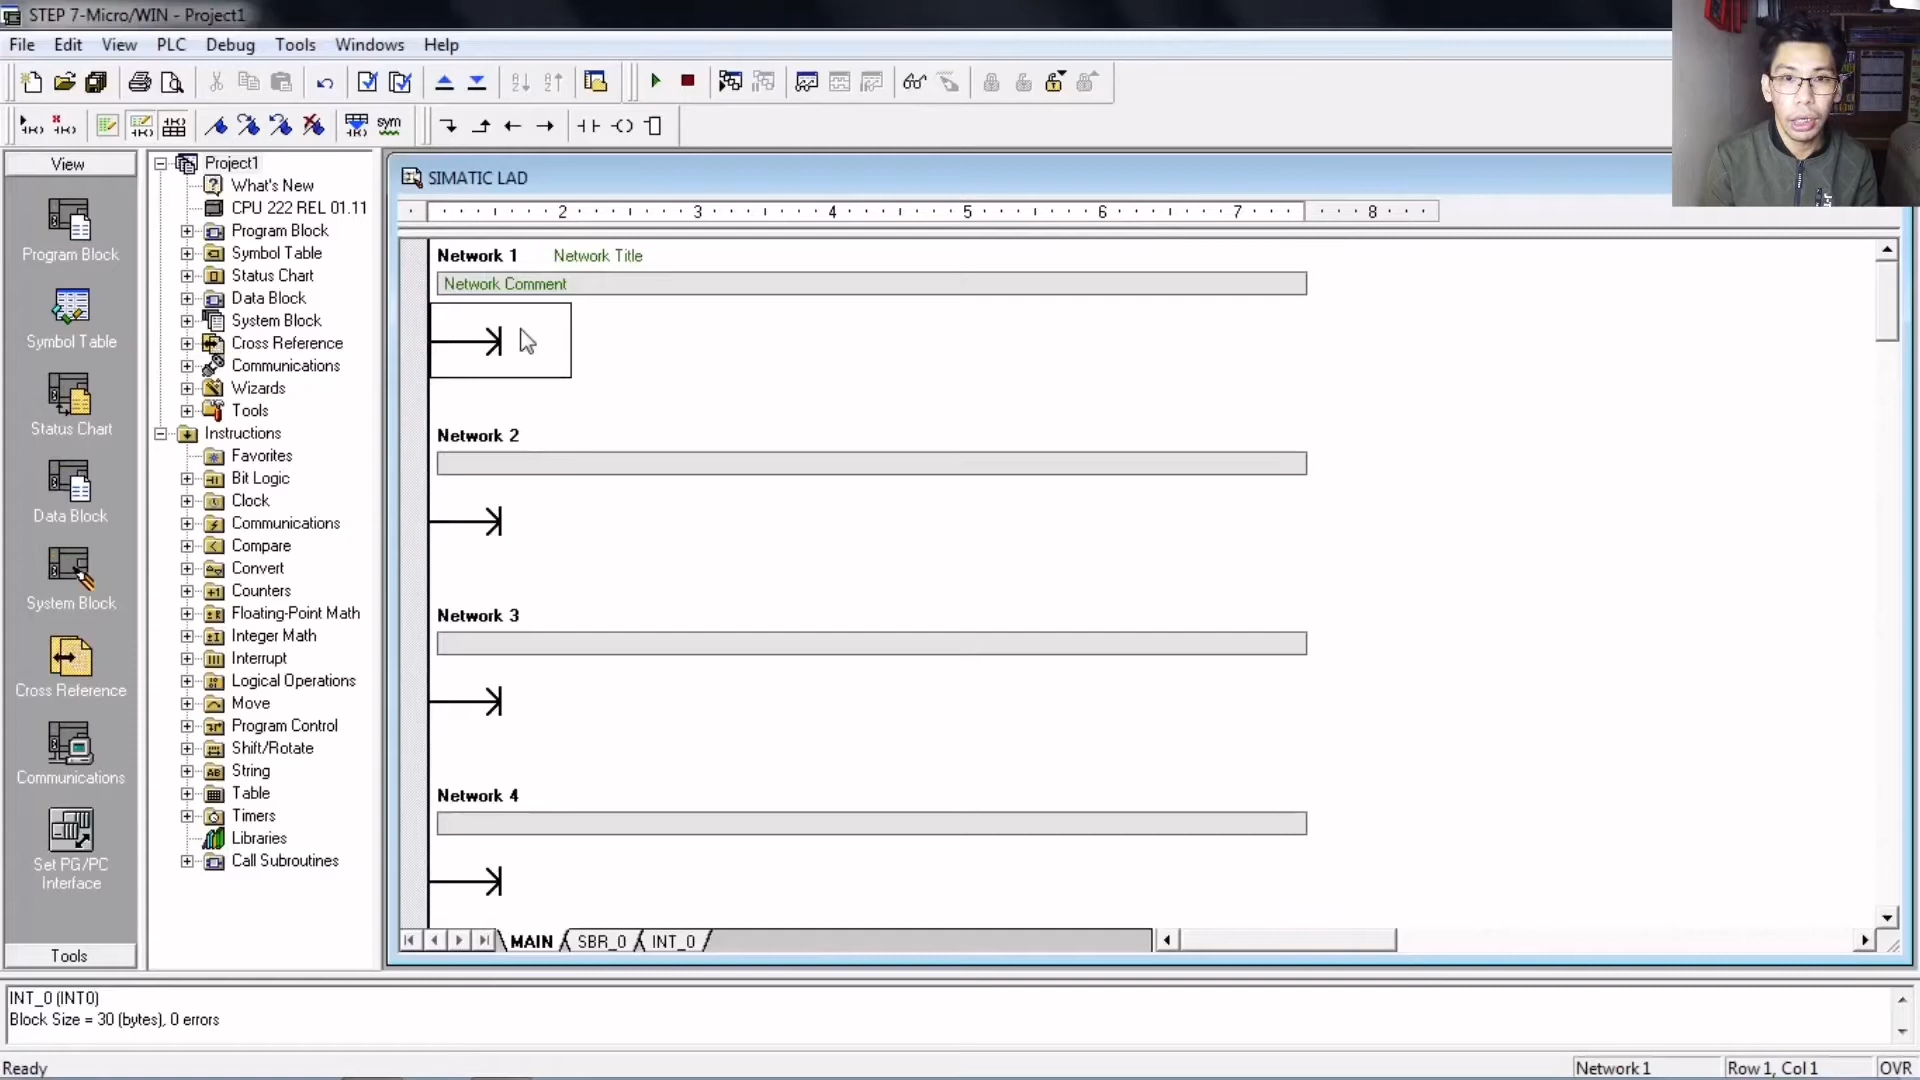 STEP 7-Micro/WIN - Project1
File Edit View PLC Debug Tools Windows Help
sym
View
Program Block
Symbol Table
Status Chart
Data Block
System Block
Cross Reference
Communications
Set PG/PC
Interface
Tools
Project1
What's New
CPU 222 REL 01.11
Program Block
Symbol Table
Status Chart
Data Block
System Block
Cross Reference
Communications
Wizards
Tools
Instructions
Favorites
Bit Logic
Clock
Communications
Compare
Convert
Counters
Floating-Point Math
Integer Math
Interrupt
Logical Operations
Move
Program Control
Shift/Rotate
String
Table
Timers
Libraries
Call Subroutines
SIMATIC LAD
2 3 4 5 6 7 8
Network 1 Network Title
Network Comment
Network 2
Network 3
Network 4
MAIN SBR_0 INT_0
INT_0 (INT0)
Block Size = 30 (bytes), 0 errors
Ready Network 1 Row 1, Col 1 OVR